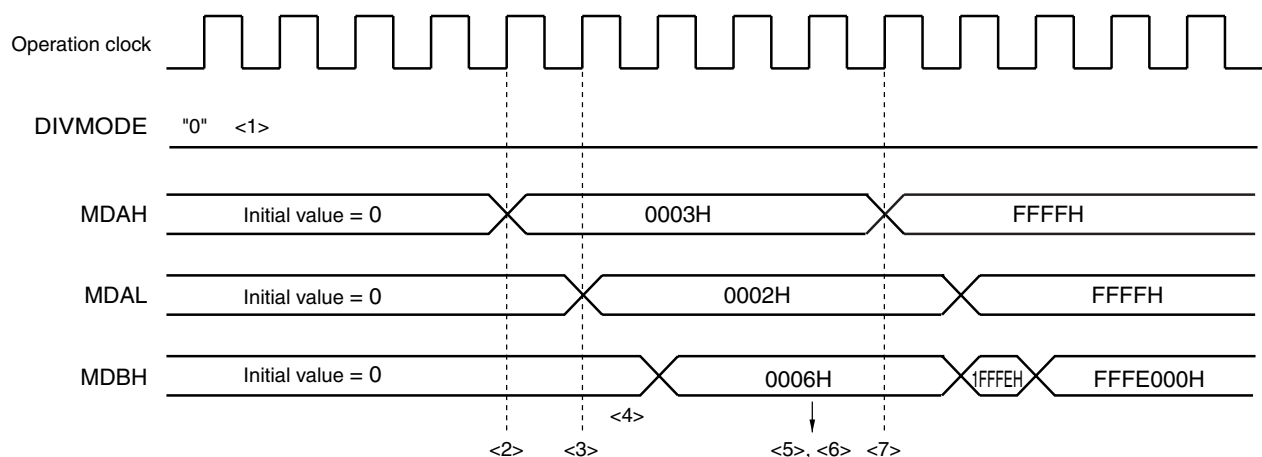 Operation clock
DIVMODE "0" <1>
MDAH Initial value = 0 0003H FFFFH
MDAL Initial value = 0 0002H FFFFH
MDBH Initial value = 0 0006H 1FFFEH FFFE000H
<4>
<2> <3> <5>, <6> <7>